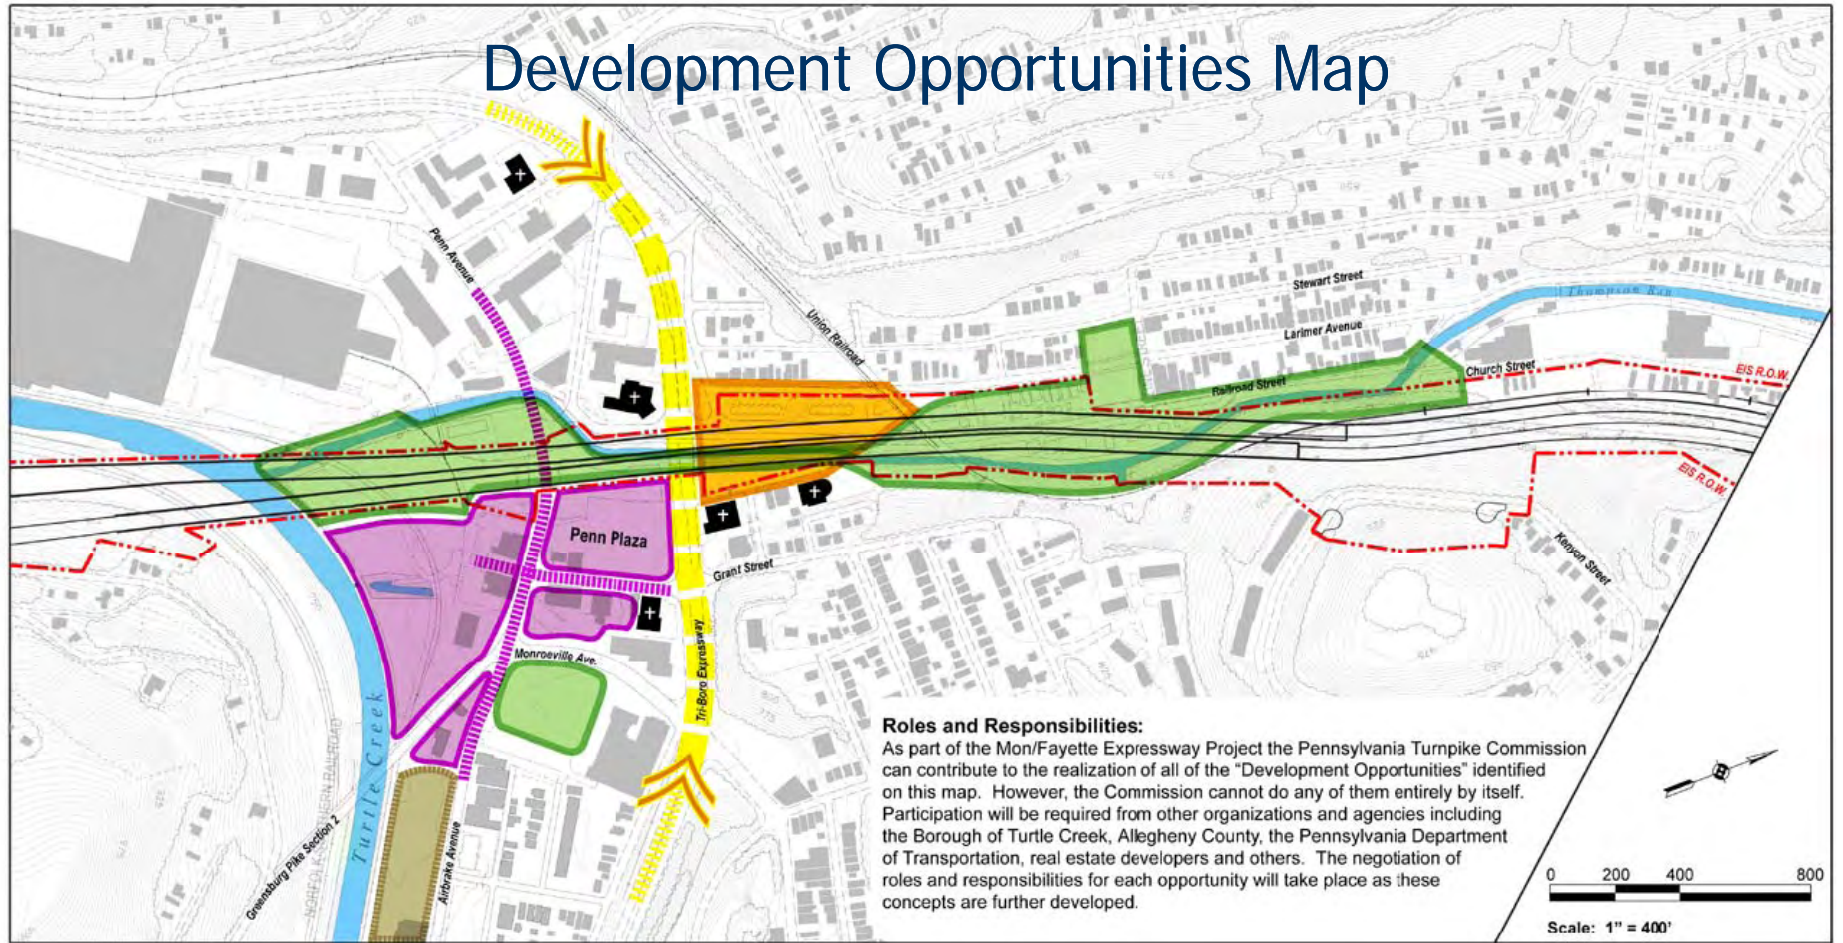 Development Opportunities Map
Penn Avenue
Union Railroad
Stewart Street
Larimer Avenue
Thompson Run
Railroad Street
Church Street
EIS R.O.W.
EIS R.O.W.
Penn Plaza
Grant Street
Kenyon Street
Monroeville Ave.
Tri-Boro Expressway
Turtle Creek
Greensburg Pike Section 2
NORFOLK SOUTHERN RAILROAD
Airbrake Avenue
Roles and Responsibilities:
As part of the Mon/Fayette Expressway Project the Pennsylvania Turnpike Commission
can contribute to the realization of all of the “Development Opportunities” identified
on this map. However, the Commission cannot do any of them entirely by itself.
Participation will be required from other organizations and agencies including
the Borough of Turtle Creek, Allegheny County, the Pennsylvania Department
of Transportation, real estate developers and others. The negotiation of
roles and responsibilities for each opportunity will take place as these
concepts are further developed.
0 200 400 800
Scale: 1” = 400’